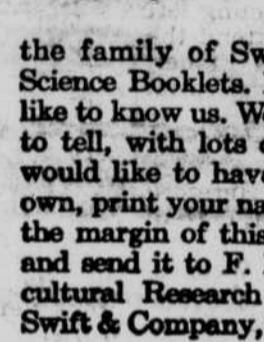 the family of Sw
Science Booklets.
like to know us. W
to tell, with lots
would like to hav
own, print your na
the margin of this
and send it to F.
cultural Research
Swift & Company,